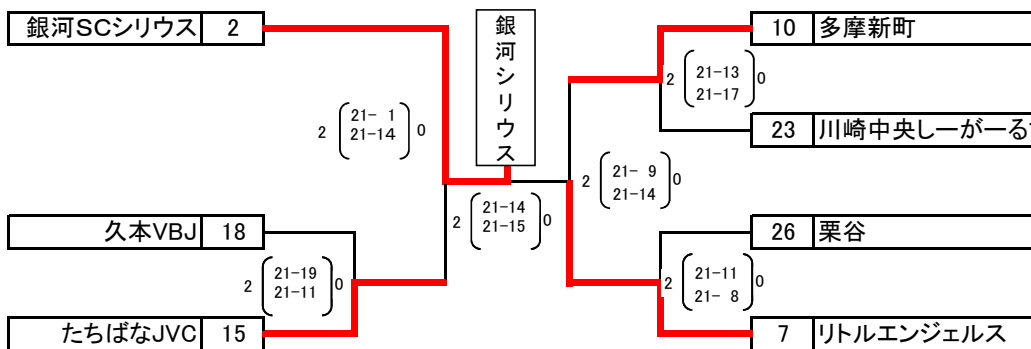 銀河SCシリウス 2
銀河シリウス
10 多摩新町
2 21-13 0
21-17
2 21- 1 0
21-14
23 川崎中央しーがーる
2 21- 9 0
21-14
2 21-14 0
21-15
久本VBJ 18
26 栗谷
2 21-19 0
21-11
2 21-11 0
21- 8
たちばなJVC 15
7 リトルエンジェルス